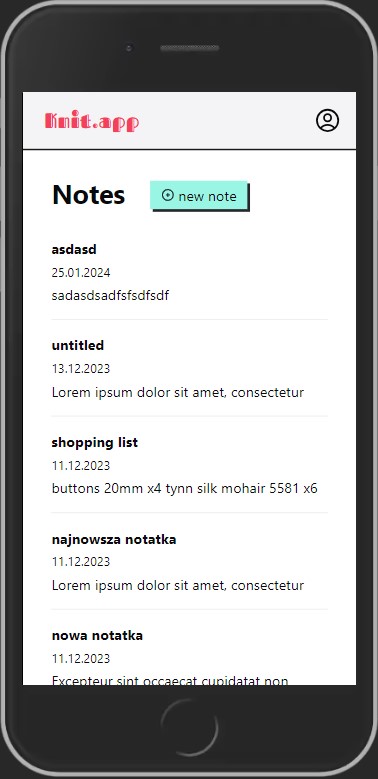 Knit.app
Notes
new note
asdasd
25.01.2024
sadasdsadfsfsdfsdf
untitled
13.12.2023
Lorem ipsum dolor sit amet, consectetur
shopping list
11.12.2023
buttons 20mm x4 tynn silk mohair 5581 x6
najnowsza notatka
11.12.2023
Lorem ipsum dolor sit amet, consectetur
nowa notatka
11.12.2023
Excepteur sint occaecat cupidatat non